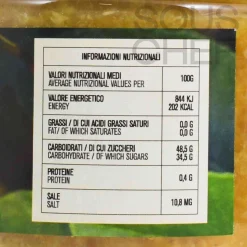 SOLIS
CHEF
INFORMAZIONI NUTRIZIONALI
VALORI NUTRIZIONALI MEDI 100G
AVERAGE NUTRITIONAL VALUES PER
VALORE ENERGETICO 844 KJ
ENERGY 202 KCAL
GRASSI / DI CUI ACIDI GRASSI SATURI 0,0 G
FAT/ OF WHICH SATURATES 0,0 G
CARBOIDRATI / DI CUI ZUCCHERI 48,5 G
CARBOHYDRATE / OF WHICH SUGARS 34,5 G
PROTEINE
PROTEIN 0,4 G
SALE
SALT 10,8 MG